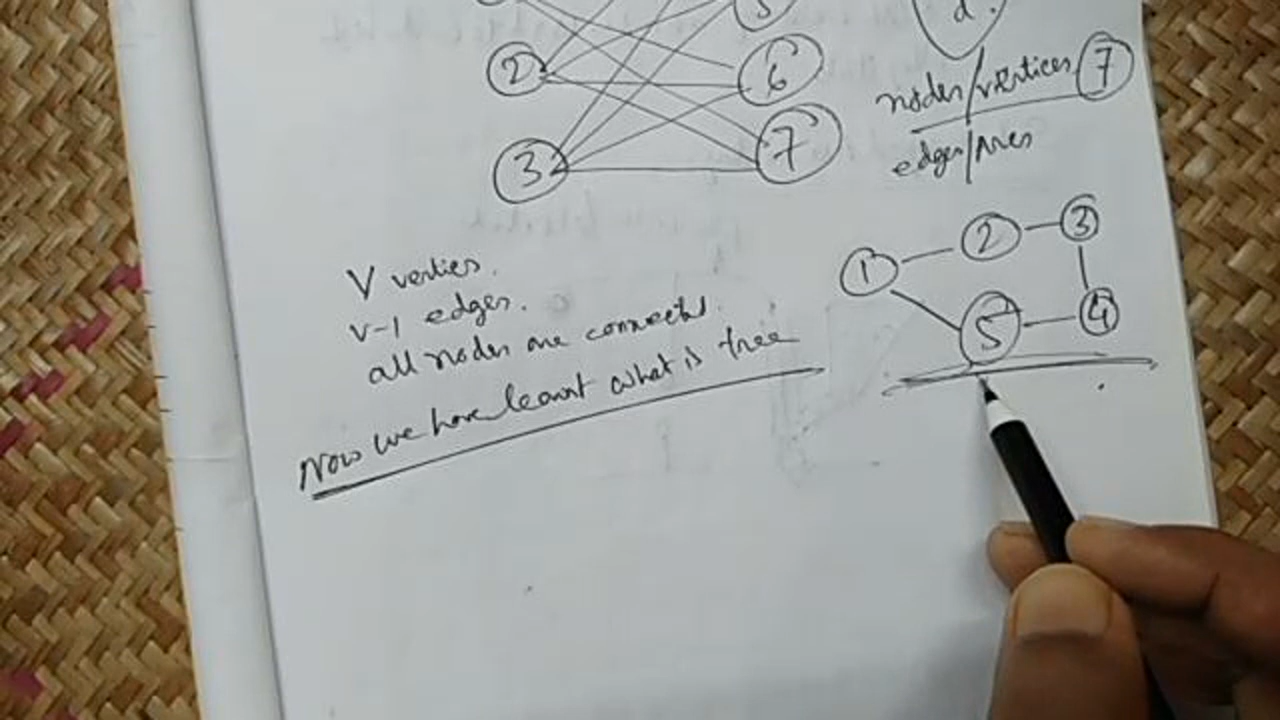 5
2
6
7
3
d.
nodes/vertices 7
edges/Arcs
1 2 3
5 4
V verties.
v-1 edges.
all nodes are connected.
Now we have learnt what is tree